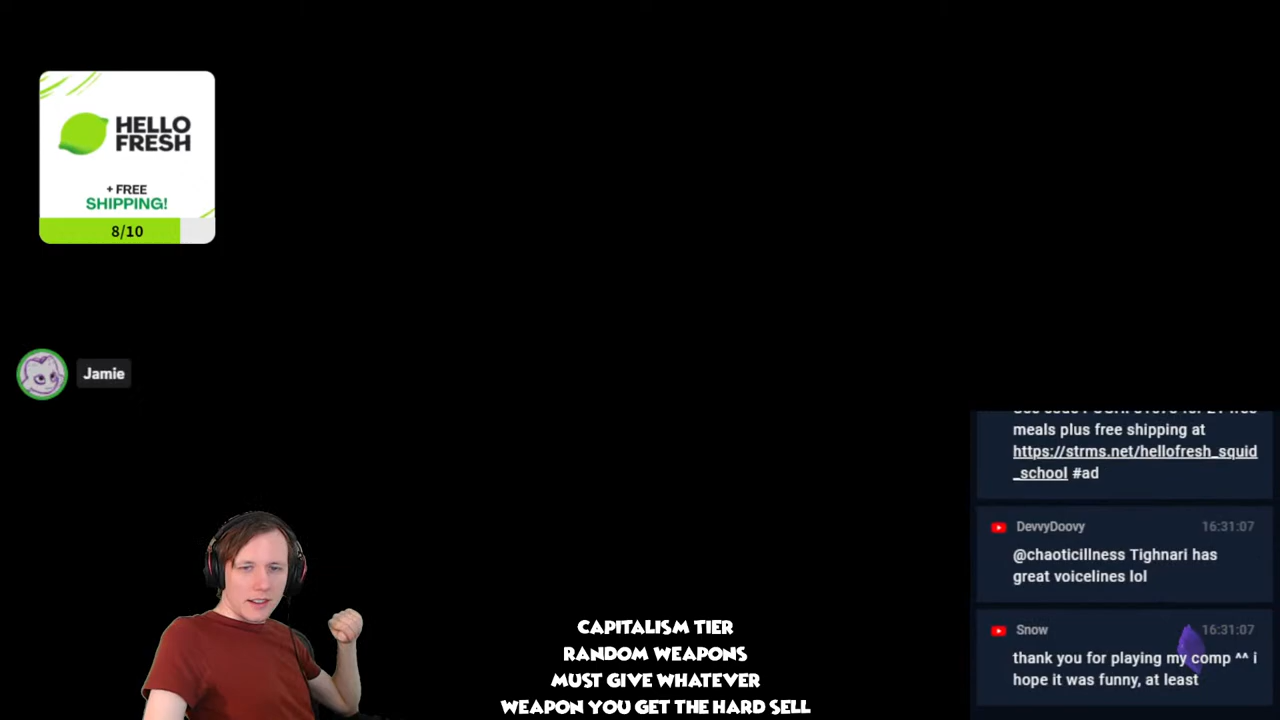 HELLO
FRESH
+ FREE
SHIPPING!
8/10
Jamie
meals plus free shipping at
https://strms.net/hellofresh_squid
_school #ad
DevvyDoovy 16:31:07
@chaoticillness Tighnari has
great voicelines lol
Snow 16:31:07
thank you for playing my comp ^^ i
hope it was funny, at least
CAPITALISM TIER
RANDOM WEAPONS
MUST GIVE WHATEVER
WEAPON YOU GET THE HARD SELL